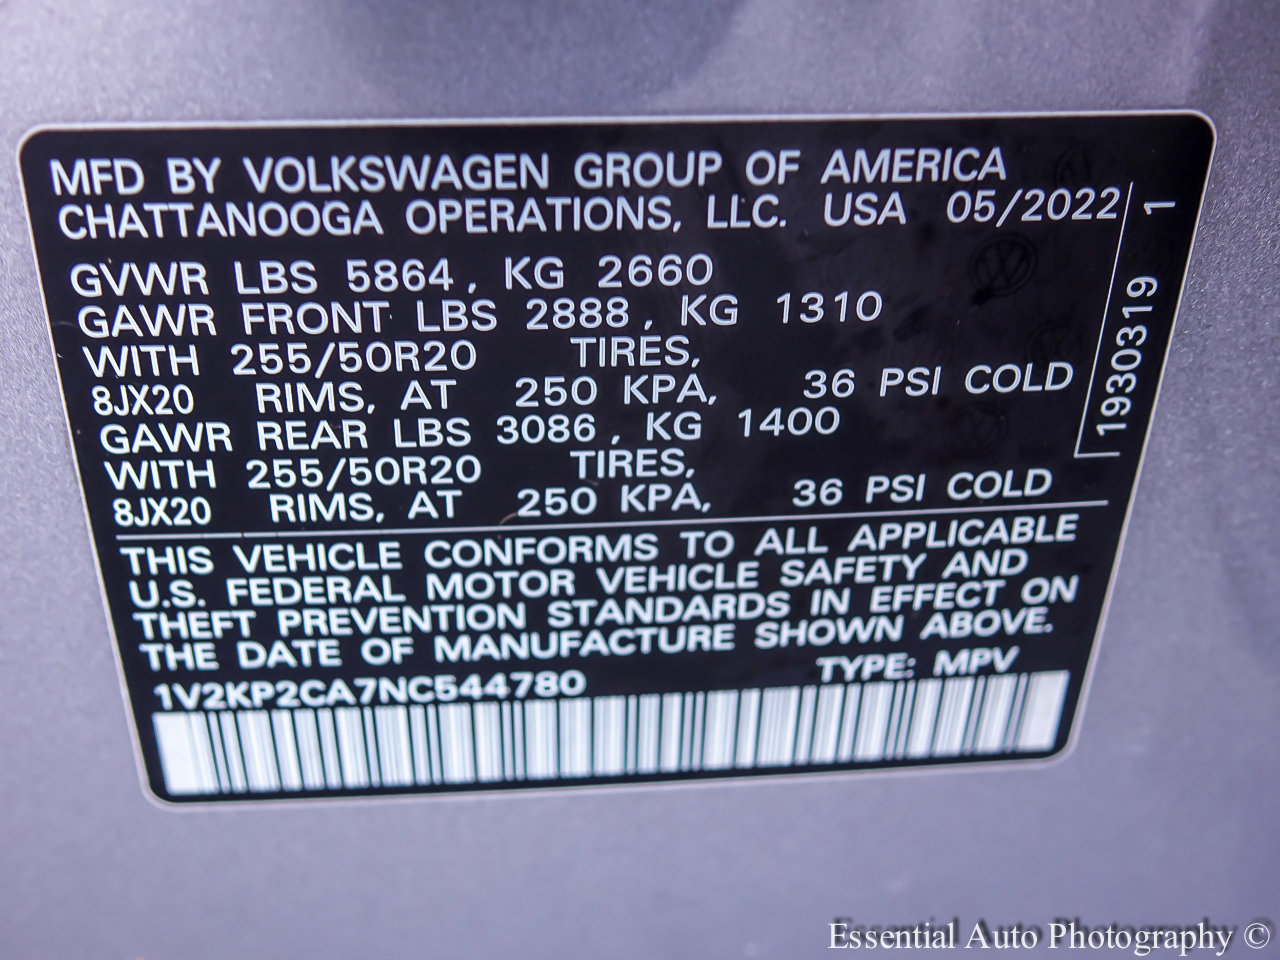 MFD BY VOLKSWAGEN GROUP OF AMERICA
CHATTANOOGA OPERATIONS, LLC. USA 05/2022
GVWR LBS 5864, KG 2660
GAWR FRONT LBS 2888, KG 1310
WITH 255/50R20 TIRES,
8JX20 RIMS, AT 250 KPA, 36 PSI COLD
GAWR REAR LBS 3086, KG 1400
WITH 255/50R20 TIRES,
8JX20 RIMS, AT 250 KPA, 36 PSI COLD
1930319 1
THIS VEHICLE CONFORMS TO ALL APPLICABLE
U.S. FEDERAL MOTOR VEHICLE SAFETY AND
THEFT PREVENTION STANDARDS IN EFFECT ON
THE DATE OF MANUFACTURE SHOWN ABOVE.
1V2KP2CA7NC544780 TYPE: MPV
Essential Auto Photography ©